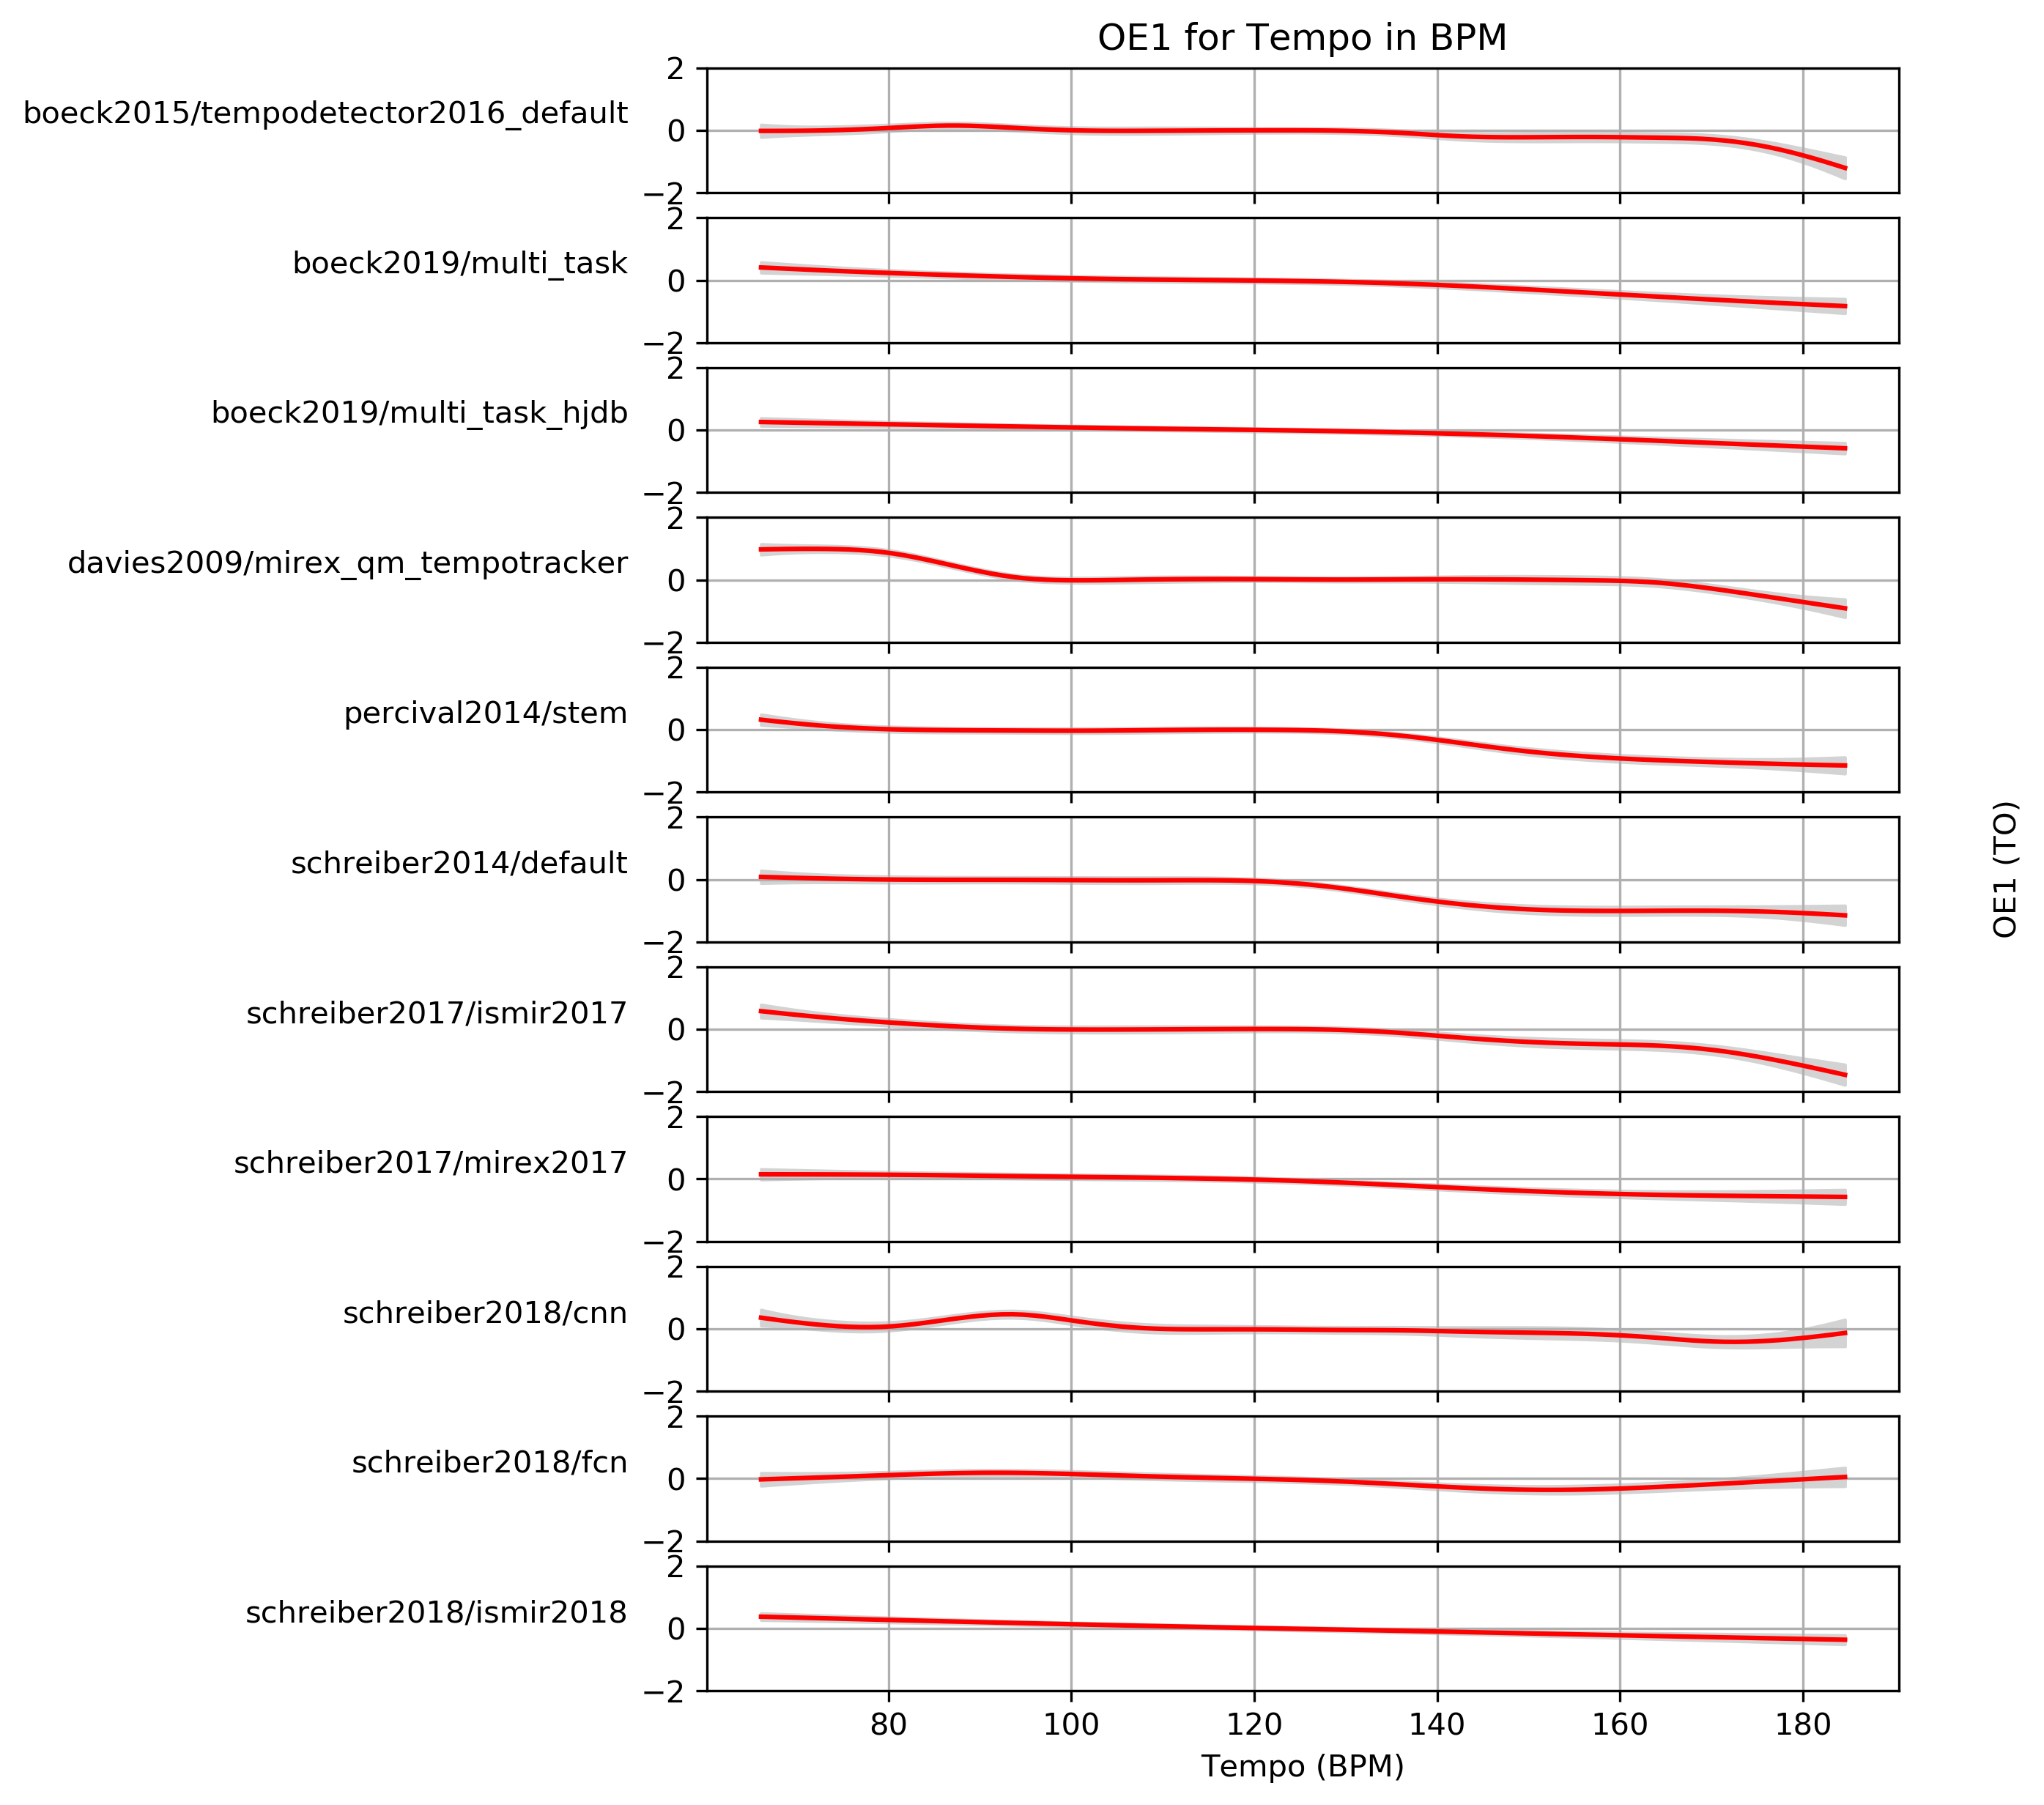 OE1 for Tempo in BPM
boeck2015/tempodetector2016_default
2
0
−2
boeck2019/multi_task
2
0
−2
boeck2019/multi_task_hjdb
2
0
−2
davies2009/mirex_qm_tempotracker
2
0
−2
percival2014/stem
2
0
−2
schreiber2014/default
2
0
−2
schreiber2017/ismir2017
2
0
−2
schreiber2017/mirex2017
2
0
−2
schreiber2018/cnn
2
0
−2
schreiber2018/fcn
2
0
−2
schreiber2018/ismir2018
2
0
−2
80 100 120 140 160 180
Tempo (BPM)
OE1 (TO)